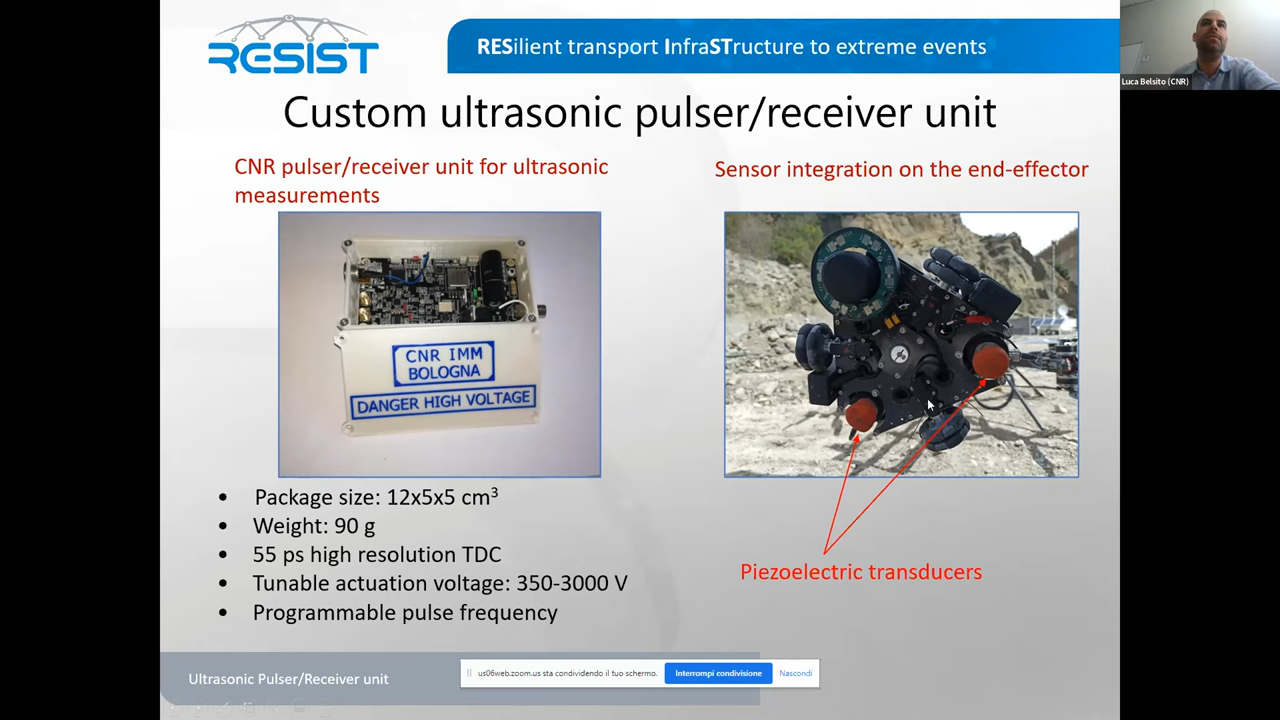 RESIST
RESilient transport InfraSTructure to extreme events
Luca Belsito (CNR)
Custom ultrasonic pulser/receiver unit
CNR pulser/receiver unit for ultrasonic
measurements
Sensor integration on the end-effector
CNR IMM
BOLOGNA
DANGER HIGH VOLTAGE
• Package size: 12x5x5 cm³
• Weight: 90 g
• 55 ps high resolution TDC
• Tunable actuation voltage: 350-3000 V
• Programmable pulse frequency
Piezoelectric transducers
Ultrasonic Pulser/Receiver unit
us06web.zoom.us sta condividendo il tuo schermo.
Interrompi condivisione
Nascondi